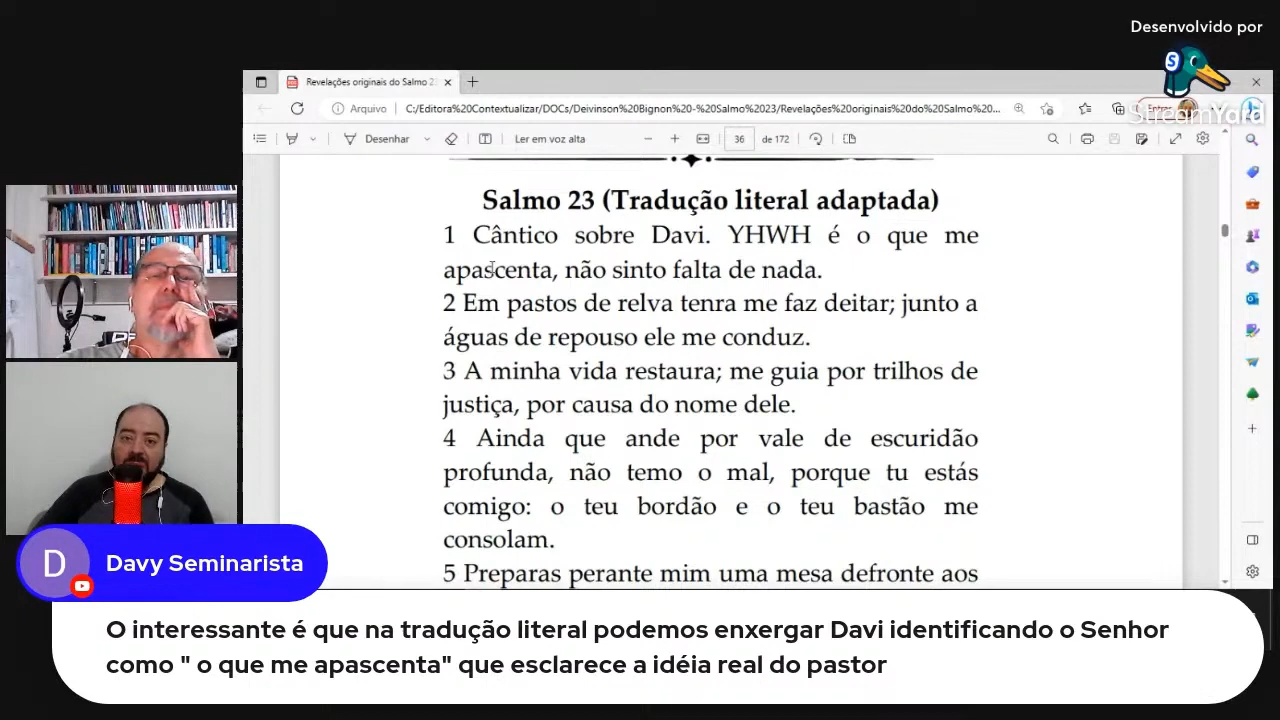 Desenvolvido por
StreamYard
Revelações originais do Salmo 23
Arquivo C:/Editora%20Contextualizar/DOCs/Deivinson%20Bignon%20-%20Salmo%2023/Revelações%20originais%20do%20Salmo%20...
Entrar
Desenhar Ler em voz alta 36 de 172
Salmo 23 (Tradução literal adaptada)
1 Cântico sobre Davi. YHWH é o que me
apascenta, não sinto falta de nada.
2 Em pastos de relva tenra me faz deitar; junto a
águas de repouso ele me conduz.
3 A minha vida restaura; me guia por trilhos de
justiça, por causa do nome dele.
4 Ainda que ande por vale de escuridão
profunda, não temo o mal, porque tu estás
comigo: o teu bordão e o teu bastão me
consolam.
5 Preparas perante mim uma mesa defronte aos
D Davy Seminarista
O interessante é que na tradução literal podemos enxergar Davi identificando o Senhor
como " o que me apascenta" que esclarece a idéia real do pastor